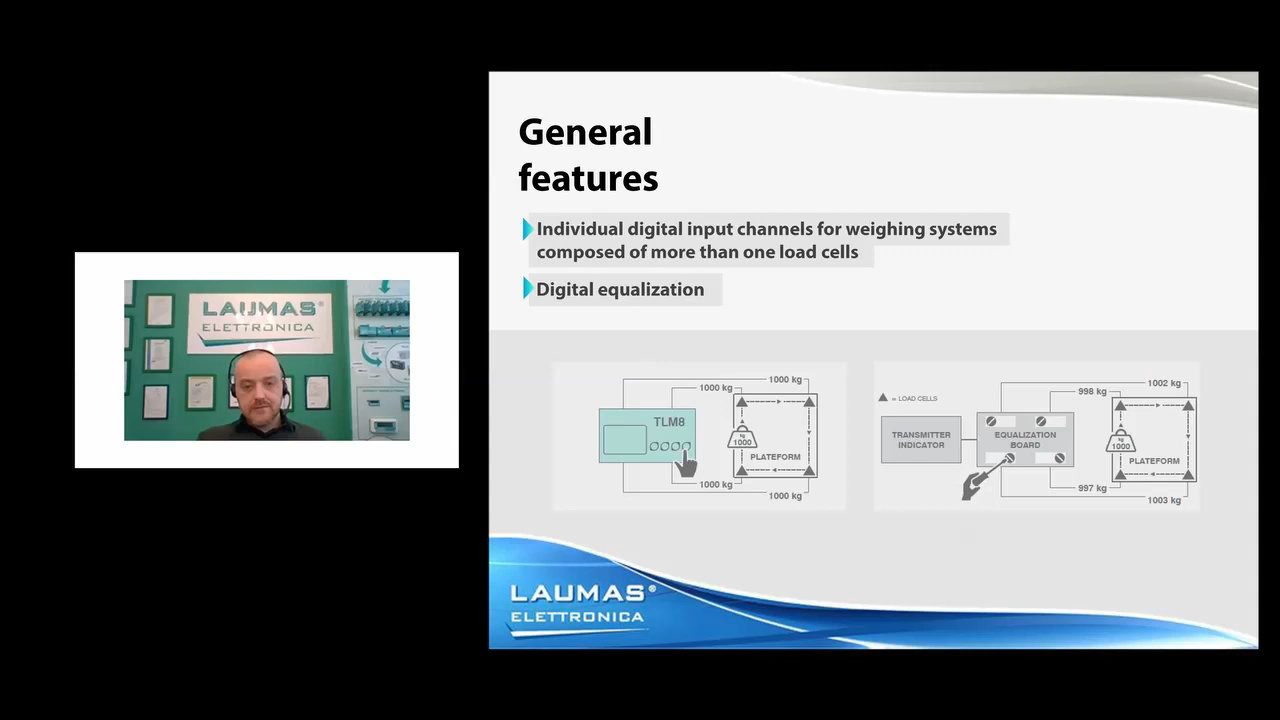 General
features
Individual digital input channels for weighing systems
composed of more than one load cells
Digital equalization
LAUMAS
ELETTRONICA
1000 kg
1000 kg
TLM8
kg
1000
PLATEFORM
1000 kg
1000 kg
1002 kg
998 kg
= LOAD CELLS
TRANSMITTER
INDICATOR
EQUALIZATION
BOARD
kg
1000
PLATEFORM
997 kg
1003 kg
LAUMAS®
ELETTRONICA